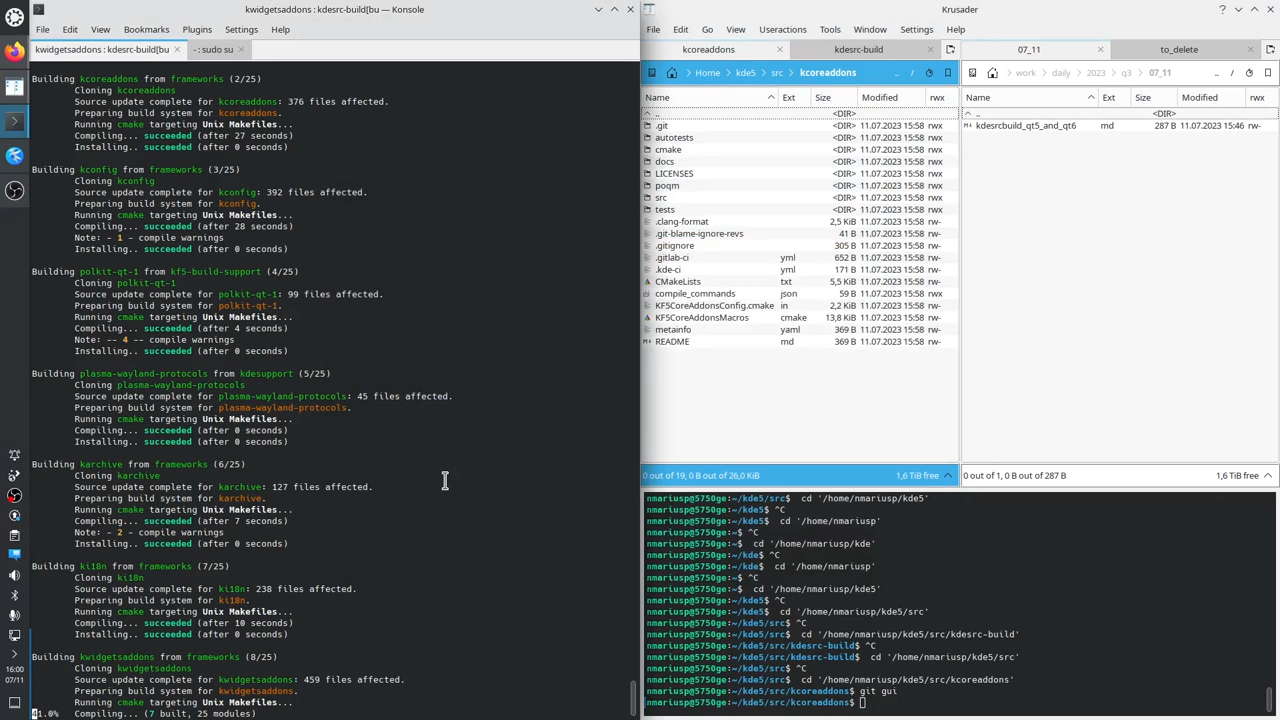 kwidgetsaddons : kdesrc-build[bu — Konsole
File Edit View Bookmarks Plugins Settings Help
kwidgetsaddons : kdesrc-build[bu
- : sudo su
Building kcoreaddons from frameworks (2/25)
Cloning kcoreaddons
Source update complete for kcoreaddons: 376 files affected.
Preparing build system for kcoreaddons.
Running cmake targeting Unix Makefiles...
Compiling... succeeded (after 27 seconds)
Installing.. succeeded (after 0 seconds)
Building kconfig from frameworks (3/25)
Cloning kconfig
Source update complete for kconfig: 392 files affected.
Preparing build system for kconfig.
Running cmake targeting Unix Makefiles...
Compiling... succeeded (after 28 seconds)
Note: - 1 - compile warnings
Installing.. succeeded (after 0 seconds)
Building polkit-qt-1 from kf5-build-support (4/25)
Cloning polkit-qt-1
Source update complete for polkit-qt-1: 99 files affected.
Preparing build system for polkit-qt-1.
Running cmake targeting Unix Makefiles...
Compiling... succeeded (after 4 seconds)
Note: -- 4 -- compile warnings
Installing.. succeeded (after 0 seconds)
Building plasma-wayland-protocols from kdesupport (5/25)
Cloning plasma-wayland-protocols
Source update complete for plasma-wayland-protocols: 45 files affected.
Preparing build system for plasma-wayland-protocols.
Running cmake targeting Unix Makefiles...
Compiling... succeeded (after 0 seconds)
Installing.. succeeded (after 0 seconds)
Building karchive from frameworks (6/25)
Cloning karchive
Source update complete for karchive: 127 files affected.
Preparing build system for karchive.
Running cmake targeting Unix Makefiles...
Compiling... succeeded (after 7 seconds)
Note: - 2 - compile warnings
Installing.. succeeded (after 0 seconds)
Building ki18n from frameworks (7/25)
Cloning ki18n
Source update complete for ki18n: 238 files affected.
Preparing build system for ki18n.
Running cmake targeting Unix Makefiles...
Compiling... succeeded (after 10 seconds)
Installing.. succeeded (after 0 seconds)
Building kwidgetsaddons from frameworks (8/25)
Cloning kwidgetsaddons
Source update complete for kwidgetsaddons: 459 files affected.
Preparing build system for kwidgetsaddons.
Running cmake targeting Unix Makefiles...
41.0% Compiling... (7 built, 25 modules)
16:00
07/11
Krusader
File Edit Go View Useractions Tools Window Settings Help
kcoreaddons kdesrc-build
Home kde5 src kcoreaddons .. /
Name Ext Size Modified rwx
.. <DIR>
.git <DIR> 11.07.2023 15:58 rwx
autotests <DIR> 11.07.2023 15:58 rwx
cmake <DIR> 11.07.2023 15:58 rwx
docs <DIR> 11.07.2023 15:58 rwx
LICENSES <DIR> 11.07.2023 15:58 rwx
poqm <DIR> 11.07.2023 15:58 rwx
src <DIR> 11.07.2023 15:58 rwx
tests <DIR> 11.07.2023 15:58 rwx
.clang-format 2,5 KiB 11.07.2023 15:58 rw-
.git-blame-ignore-revs 41 B 11.07.2023 15:58 rw-
.gitignore 305 B 11.07.2023 15:58 rw-
.gitlab-ci yml 652 B 11.07.2023 15:58 rw-
.kde-ci yml 171 B 11.07.2023 15:58 rw-
CMakeLists txt 5,5 KiB 11.07.2023 15:58 rw-
compile_commands json 59 B 11.07.2023 15:58 rwx
KF5CoreAddonsConfig.cmake in 2,2 KiB 11.07.2023 15:58 rw-
KF5CoreAddonsMacros cmake 13,8 KiB 11.07.2023 15:58 rw-
metainfo yaml 369 B 11.07.2023 15:58 rw-
README md 369 B 11.07.2023 15:58 rw-
0 out of 19, 0 B out of 26,0 KiB 1,6 TiB free
07_11 to_delete
work daily 2023 q3 07_11 .. /
Name Ext Size Modified rwx
.. <DIR>
kdesrcbuild_qt5_and_qt6 md 287 B 11.07.2023 15:46 rw-
0 out of 1, 0 B out of 287 B 1,6 TiB free
nmariusp@5750ge:~/kde5/src$ cd '/home/nmariusp/kde5'
nmariusp@5750ge:~/kde5$ ^C
nmariusp@5750ge:~/kde5$ cd '/home/nmariusp'
nmariusp@5750ge:~$ ^C
nmariusp@5750ge:~$ cd '/home/nmariusp/kde'
nmariusp@5750ge:~/kde$ ^C
nmariusp@5750ge:~/kde$ cd '/home/nmariusp'
nmariusp@5750ge:~$ ^C
nmariusp@5750ge:~$ cd '/home/nmariusp/kde5'
nmariusp@5750ge:~/kde5$ ^C
nmariusp@5750ge:~/kde5$ cd '/home/nmariusp/kde5/src'
nmariusp@5750ge:~/kde5/src$ ^C
nmariusp@5750ge:~/kde5/src$ cd '/home/nmariusp/kde5/src/kdesrc-build'
nmariusp@5750ge:~/kde5/src/kdesrc-build$ ^C
nmariusp@5750ge:~/kde5/src/kdesrc-build$ cd '/home/nmariusp/kde5/src'
nmariusp@5750ge:~/kde5/src$ ^C
nmariusp@5750ge:~/kde5/src$ cd '/home/nmariusp/kde5/src/kcoreaddons'
nmariusp@5750ge:~/kde5/src/kcoreaddons$ git gui
nmariusp@5750ge:~/kde5/src/kcoreaddons$